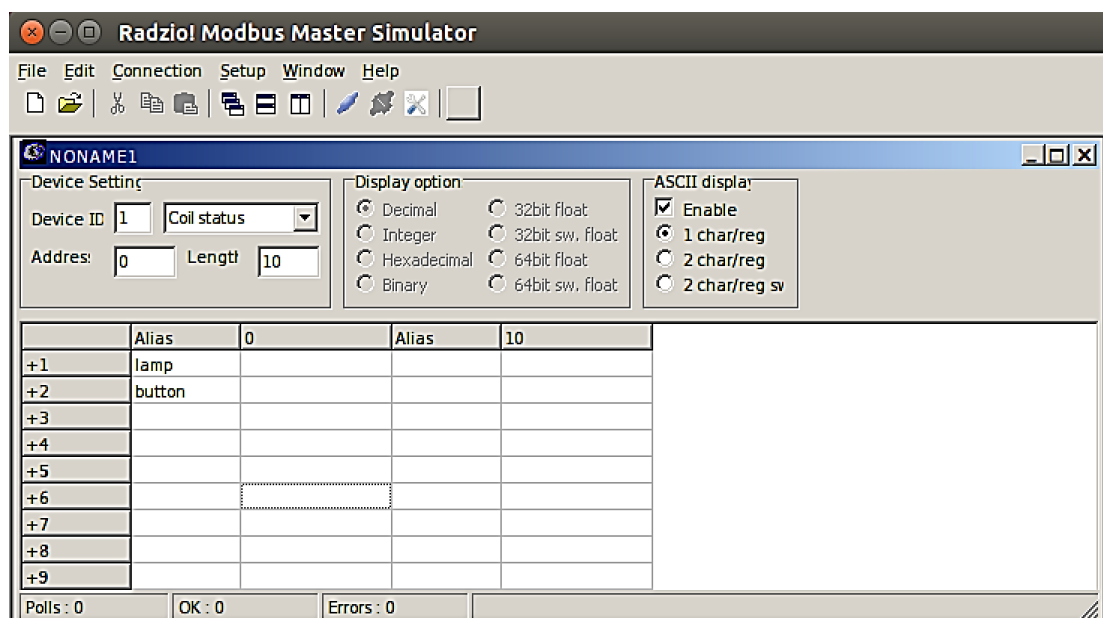 Radzio! Modbus Master Simulator
File Edit Connection Setup Window Help
NONAME1
Device Setting Display option ASCII display
Device ID 1 Coil status Decimal 32bit float Enable
Integer 32bit sw. float 1 char/reg
Addres: 0 Lengtl 10 Hexadecimal 64bit float 2 char/reg
Binary 64bit sw. float 2 char/reg sw
Alias 0 Alias 10
+1 lamp
+2 button
+3
+4
+5
+6
+7
+8
+9
Polls : 0 OK : 0 Errors : 0